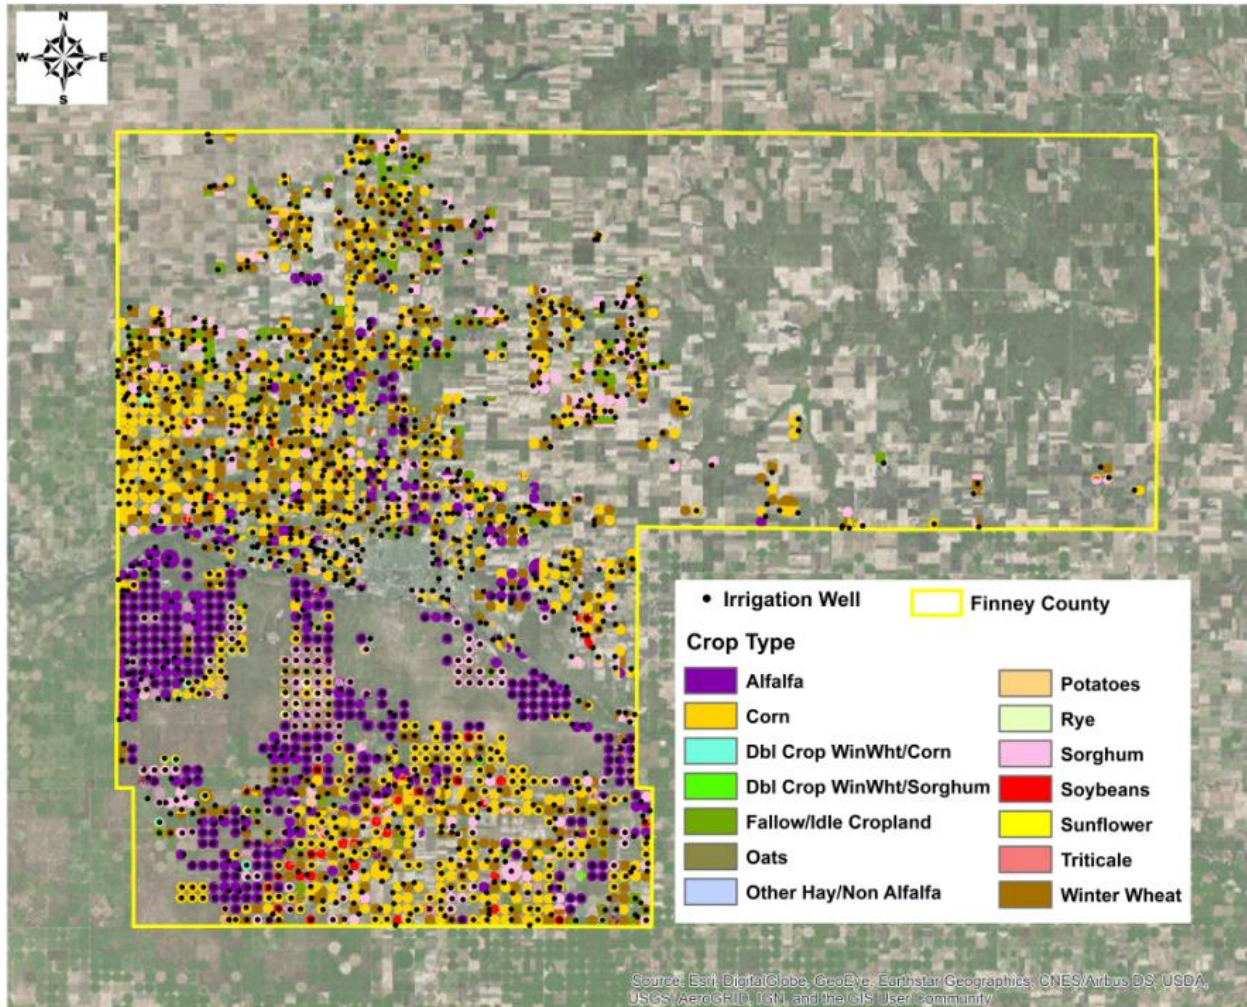 N
W E
S
Irrigation Well
Finney County
Crop Type
Alfalfa
Corn
Dbl Crop WinWht/Corn
Dbl Crop WinWht/Sorghum
Fallow/Idle Cropland
Oats
Other Hay/Non Alfalfa
Potatoes
Rye
Sorghum
Soybeans
Sunflower
Triticale
Winter Wheat
Source: Esri, DigitalGlobe, GeoEye, Earthstar Geographics, CNES/Airbus DS, USDA,
USGS, AeroGRID, IGN, and the GIS User Community